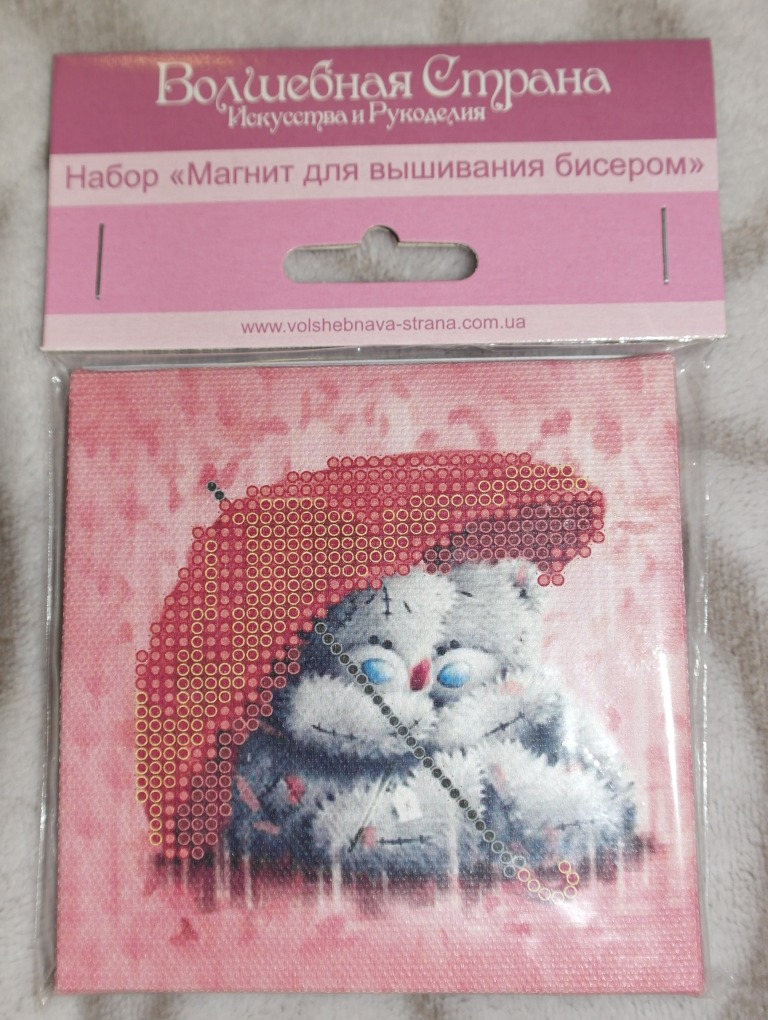 Волшебная Страна
Искусства и Рукоделия
Набор «Магнит для вышивания бисером»
www.volshebnaya-strana.com.ua